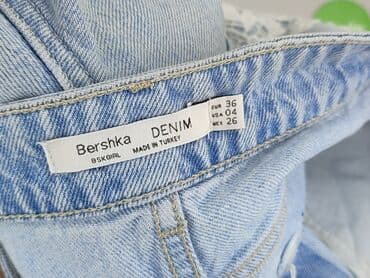 Bershka DENIM
BSKGIRL MADE IN TURKEY
EUR 36
USA 04
MEX 26